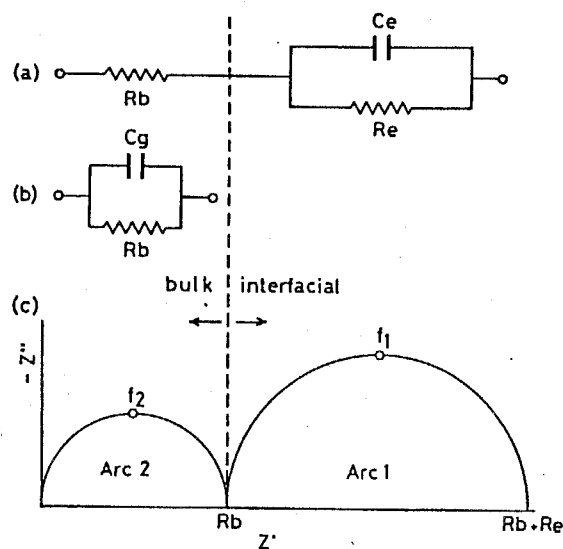 Ce
(a)
Rb
Re
Cg
(b)
Rb
bulk interfacial
(c)
-Z"
f1
f2
Arc 2
Arc 1
Rb
Rb+Re
Z'